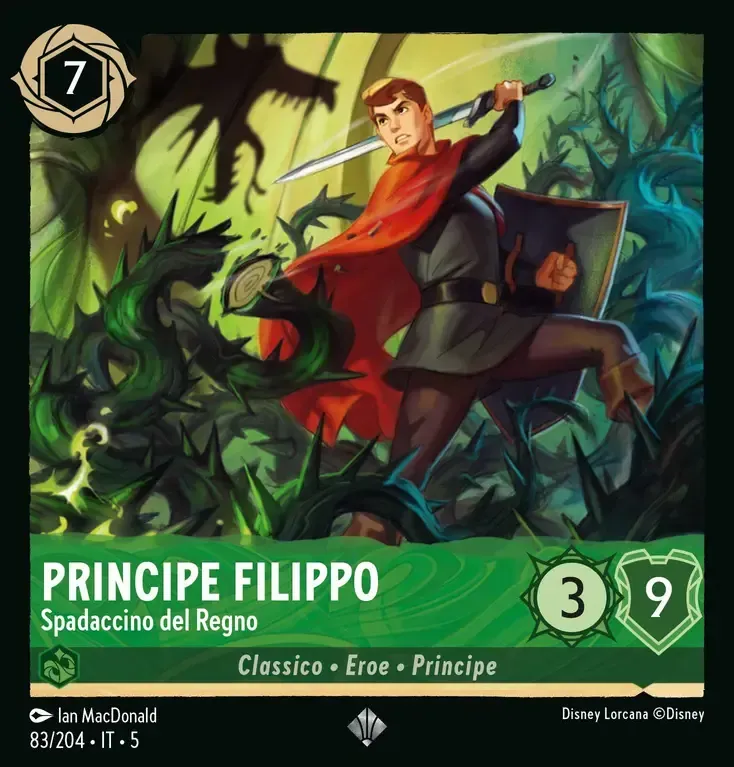 7
PRINCIPE FILIPPO
Spadaccino del Regno
3
9
Classico • Eroe • Principe
Ian MacDonald
Disney Lorcana ©Disney
83/204 • IT • 5